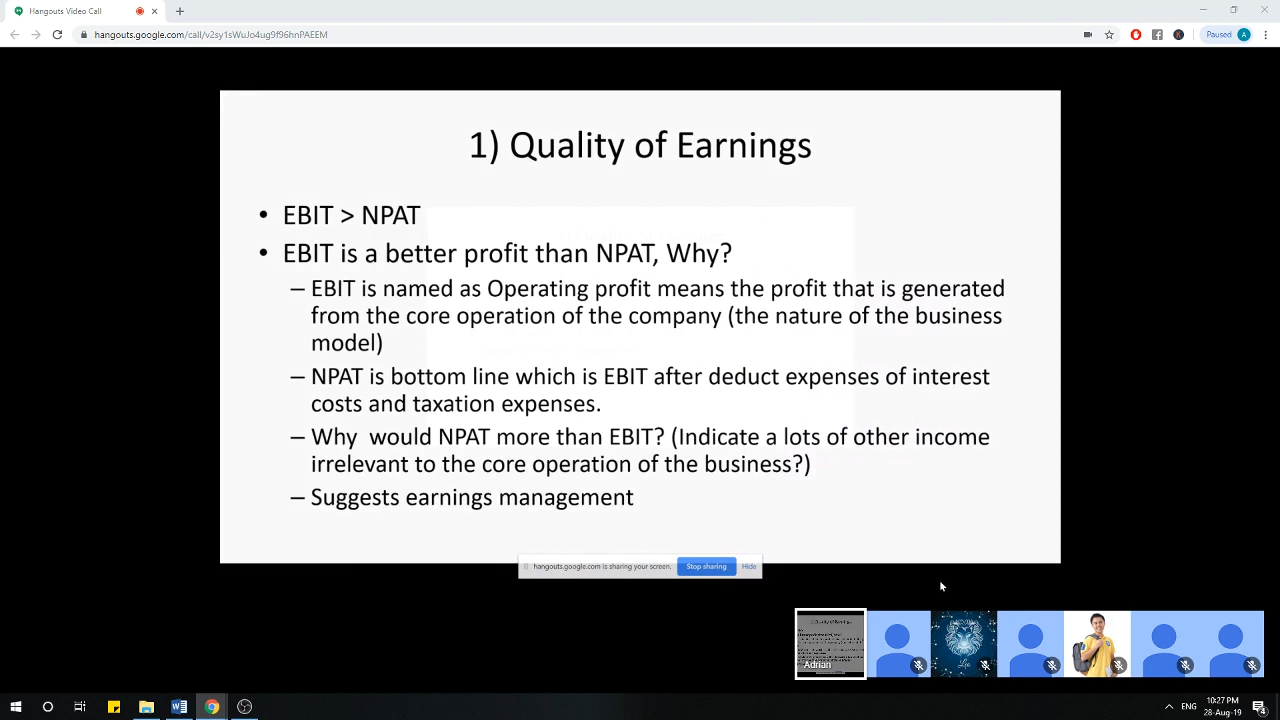 Hangouts Video Call
hangouts.google.com/call/v2sy1sWuJo4ug9f96hnPAEEM
Paused
A
1) Quality of Earnings
• EBIT > NPAT
• EBIT is a better profit than NPAT, Why?
– EBIT is named as Operating profit means the profit that is generated
from the core operation of the company (the nature of the business
model)
– NPAT is bottom line which is EBIT after deduct expenses of interest
costs and taxation expenses.
– Why would NPAT more than EBIT? (Indicate a lots of other income
irrelevant to the core operation of the business?)
– Suggests earnings management
hangouts.google.com is sharing your screen.
Stop sharing
Hide
1) Quality of Earnings
Leo
Adrian
ENG
10:27 PM
28-Aug-19